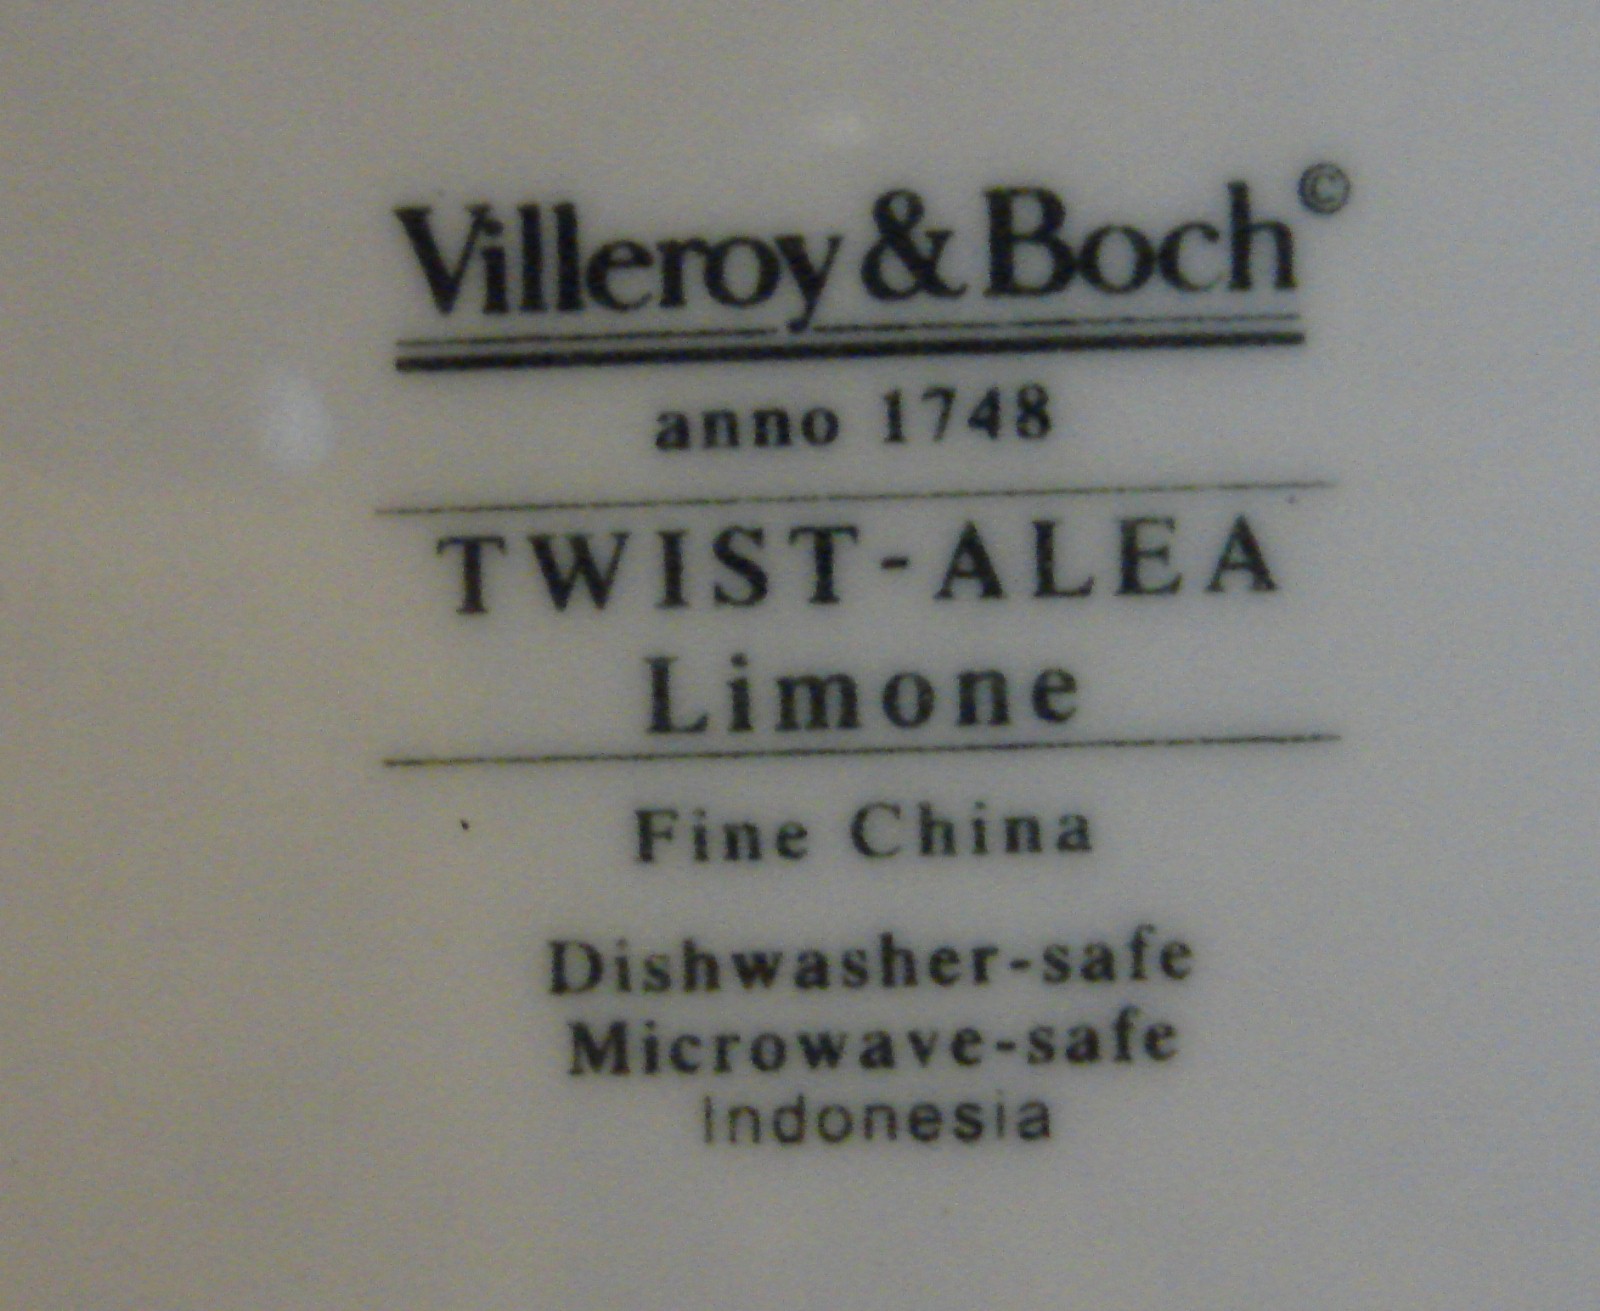 Villeroy & Boch©
anno 1748
TWIST-ALEA
Limone
Fine China
Dishwasher-safe
Microwave-safe
Indonesia